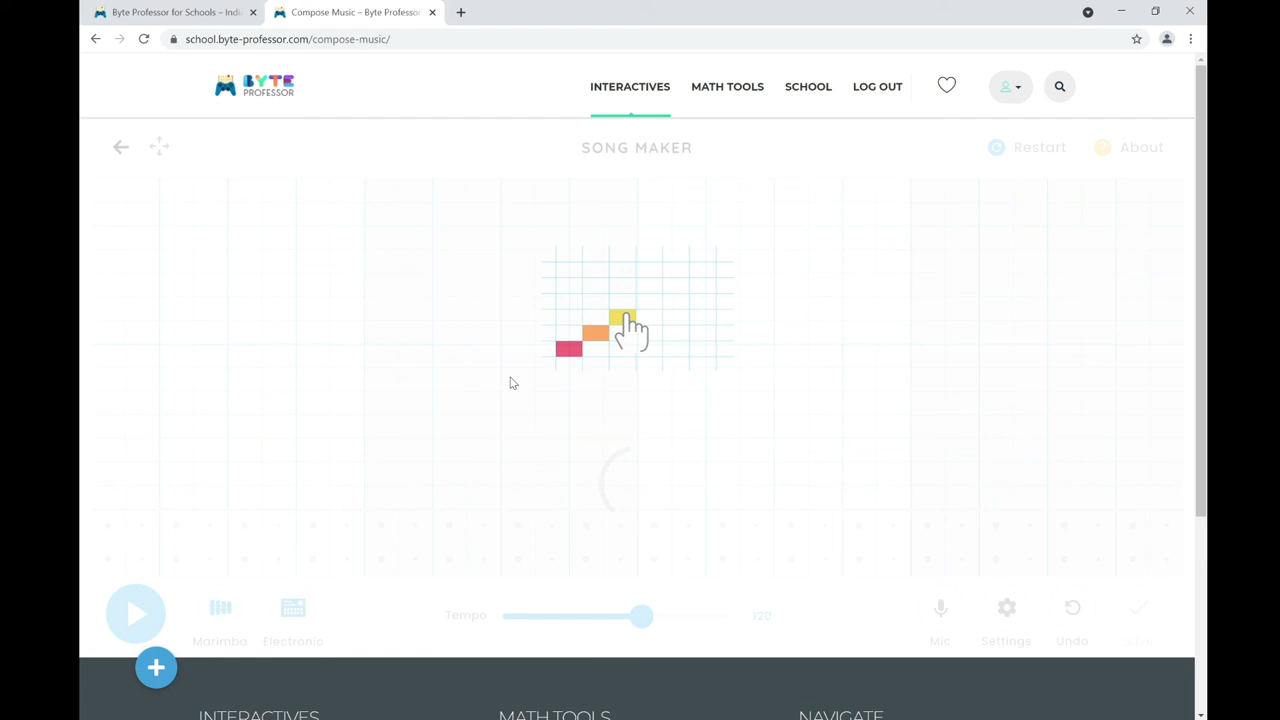 Byte Professor for Schools – Indi
Compose Music – Byte Professor
school.byte-professor.com/compose-music/
BYTE
PROFESSOR
INTERACTIVES
MATH TOOLS
SCHOOL
LOG OUT
SONG MAKER
Restart
About
Tempo
120
Marimba
Electronic
Mic
Settings
Undo
INTERACTIVES
MATH TOOLS
NAVIGATE